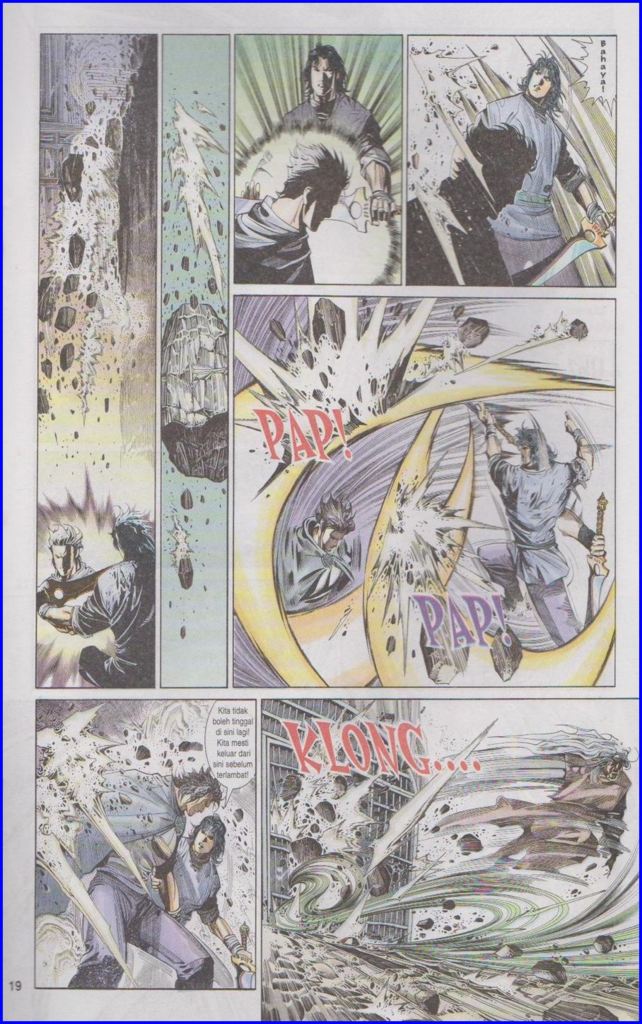 Bahaya!
PAP!
PAP!
Kita tidak
boleh tinggal
di sini lagi!
Kita mesti
keluar dari
sini sebelum
terlambat!
KLONG....
19